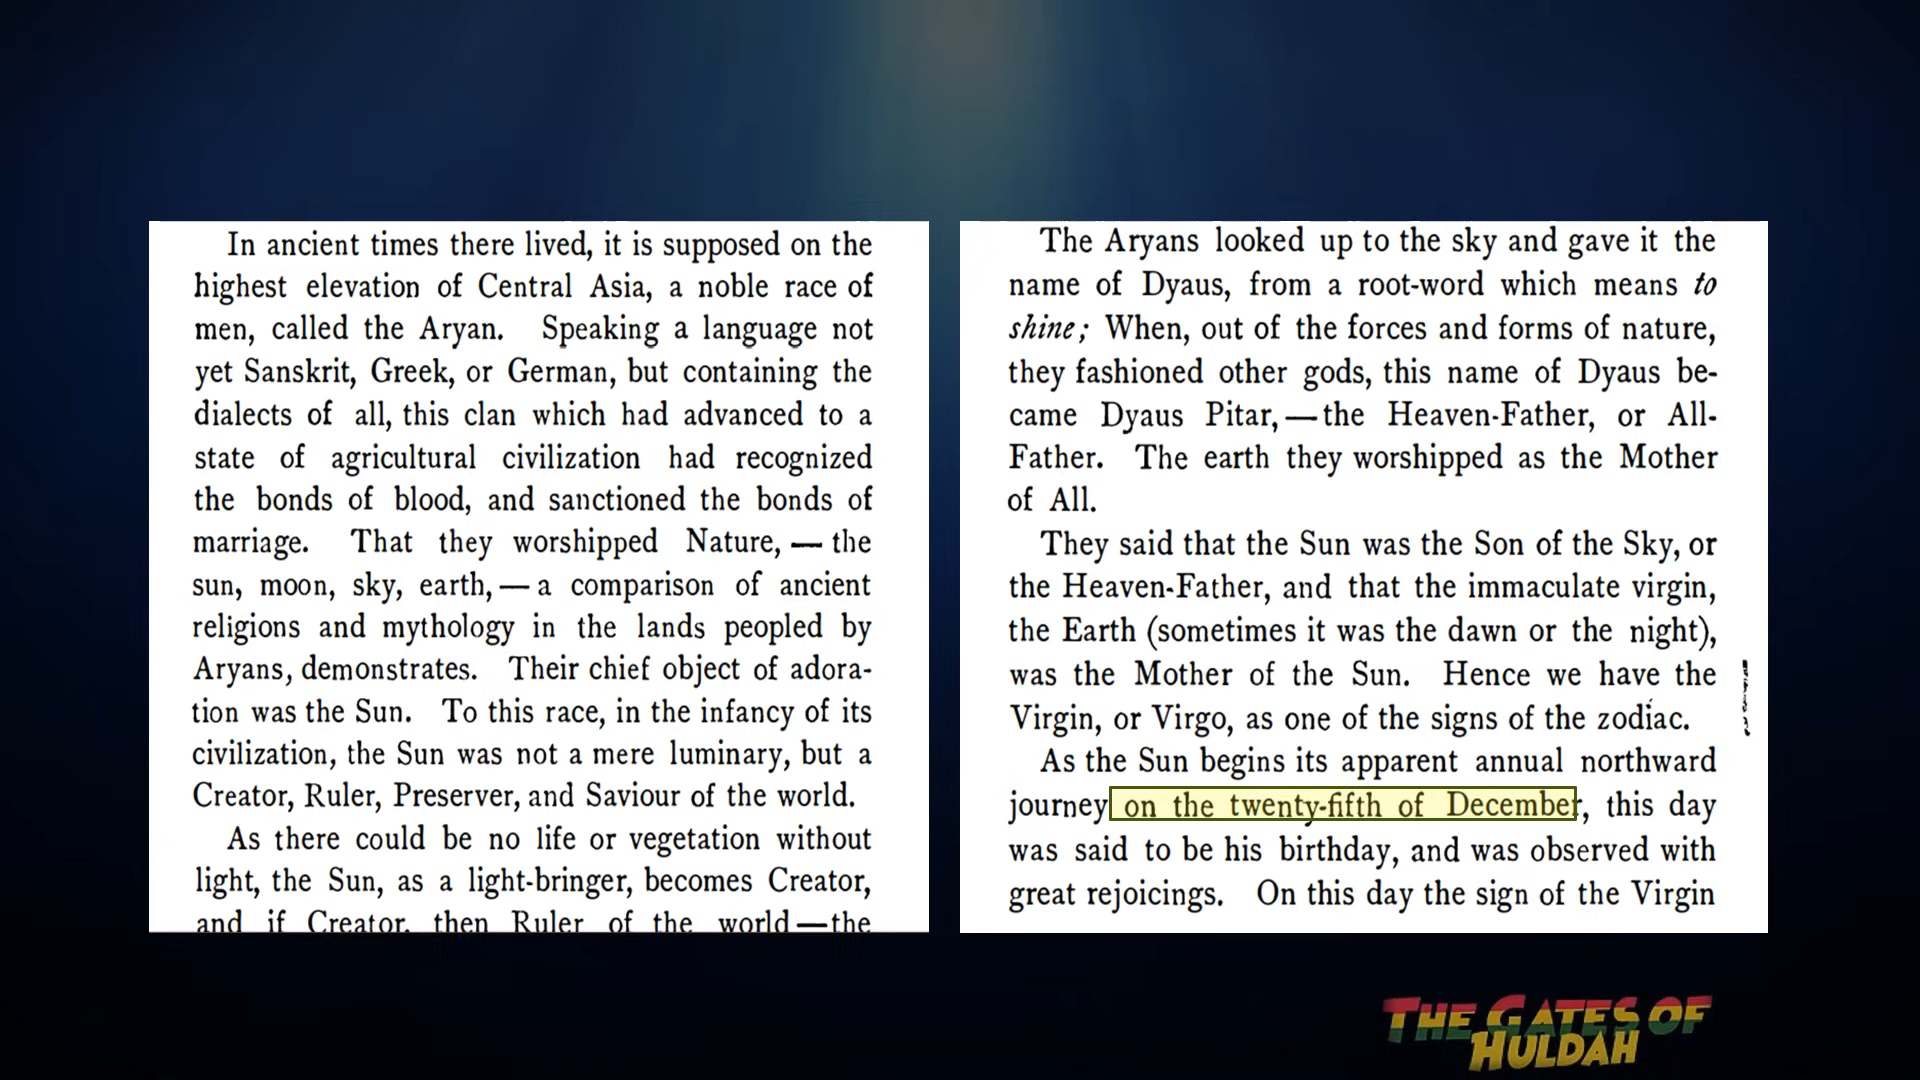 In ancient times there lived, it is supposed on the
highest elevation of Central Asia, a noble race of
men, called the Aryan. Speaking a language not
yet Sanskrit, Greek, or German, but containing the
dialects of all, this clan which had advanced to a
state of agricultural civilization had recognized
the bonds of blood, and sanctioned the bonds of
marriage. That they worshipped Nature,—the
sun, moon, sky, earth,—a comparison of ancient
religions and mythology in the lands peopled by
Aryans, demonstrates. Their chief object of adora-
tion was the Sun. To this race, in the infancy of its
civilization, the Sun was not a mere luminary, but a
Creator, Ruler, Preserver, and Saviour of the world.
As there could be no life or vegetation without
light, the Sun, as a light-bringer, becomes Creator,
and if Creator, then Ruler of the world—the
The Aryans looked up to the sky and gave it the
name of Dyaus, from a root-word which means to
shine; When, out of the forces and forms of nature,
they fashioned other gods, this name of Dyaus be-
came Dyaus Pitar,—the Heaven-Father, or All-
Father. The earth they worshipped as the Mother
of All.
They said that the Sun was the Son of the Sky, or
the Heaven-Father, and that the immaculate virgin,
the Earth (sometimes it was the dawn or the night),
was the Mother of the Sun. Hence we have the
Virgin, or Virgo, as one of the signs of the zodiac.
As the Sun begins its apparent annual northward
journey on the twenty-fifth of December, this day
was said to be his birthday, and was observed with
great rejoicings. On this day the sign of the Virgin
THE GATES OF
HULDAH